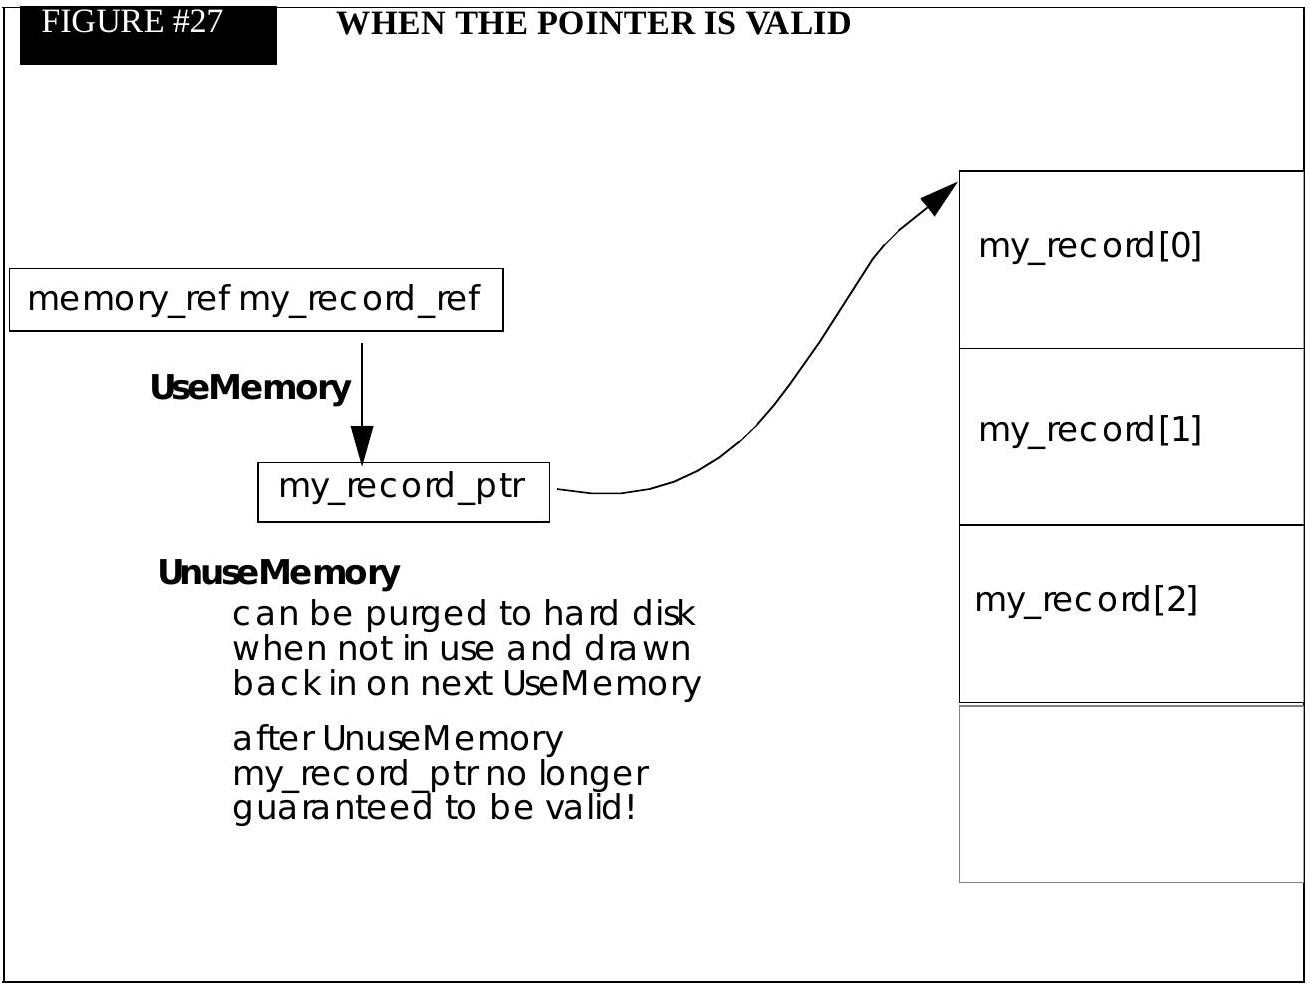 FIGURE #27
WHEN THE POINTER IS VALID
memory_ref my_record_ref
UseMemory
my_record_ptr
UnuseMemory
can be purged to hard disk
when not in use and drawn
back in on next UseMemory
after UnuseMemory
my_record_ptr no longer
guaranteed to be valid!
my_record[0]
my_record[1]
my_record[2]